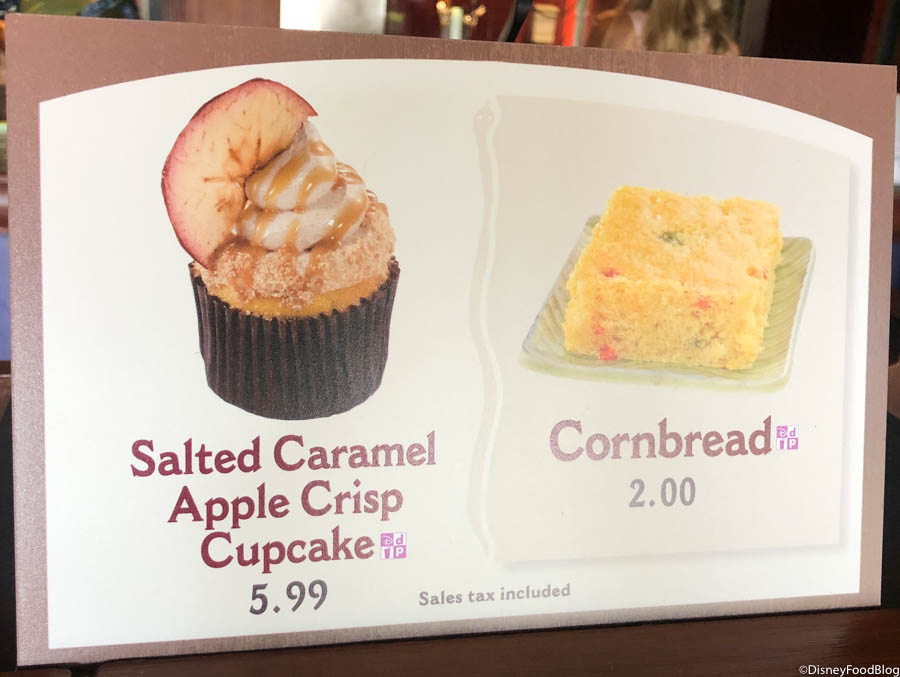 Salted Caramel
Apple Crisp
Cupcake
5.99
Cornbread
2.00
Sales tax included
©DisneyFoodBlog